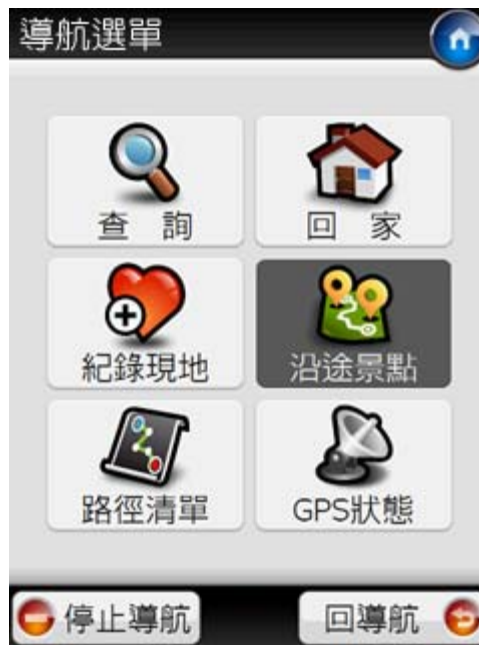 導航選單
查 詢
回 家
紀錄現地
沿途景點
路徑清單
GPS狀態
停止導航
回導航